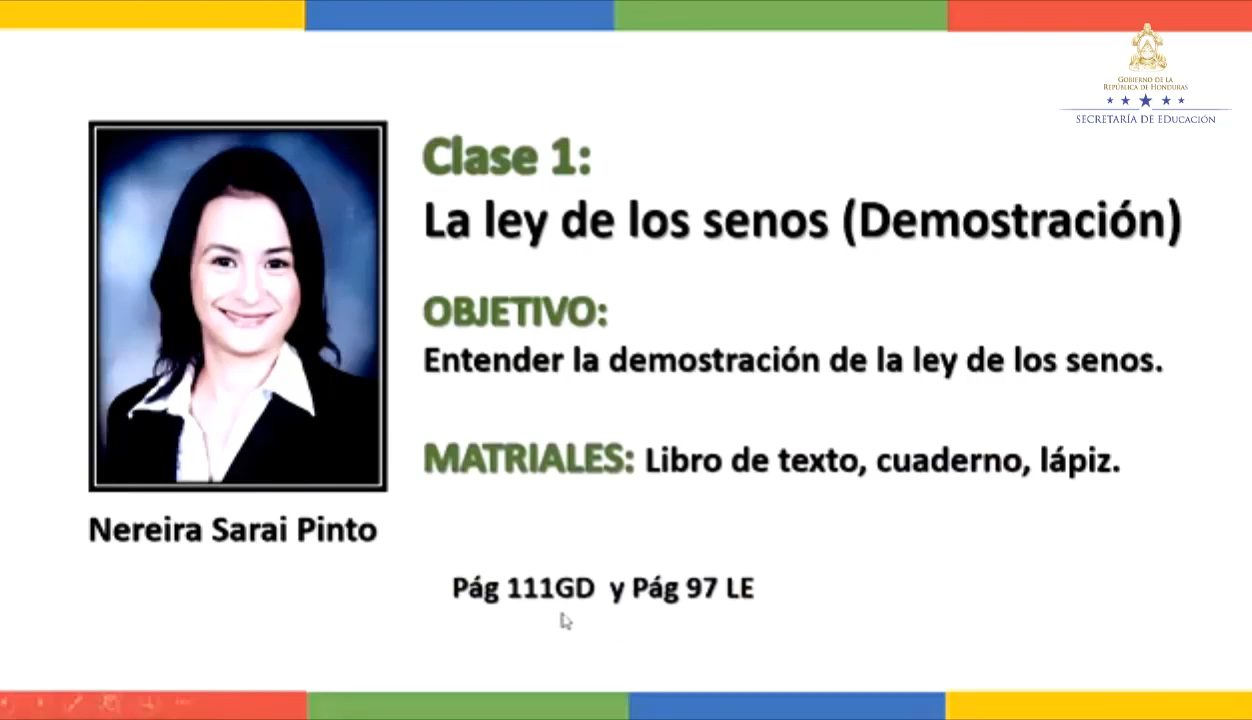 GOBIERNO DE LA
REPÚBLICA DE HONDURAS
SECRETARÍA DE EDUCACIÓN
Clase 1:
La ley de los senos (Demostración)
OBJETIVO:
Entender la demostración de la ley de los senos.
MATRIALES: Libro de texto, cuaderno, lápiz.
Nereira Sarai Pinto
Pág 111GD y Pág 97 LE